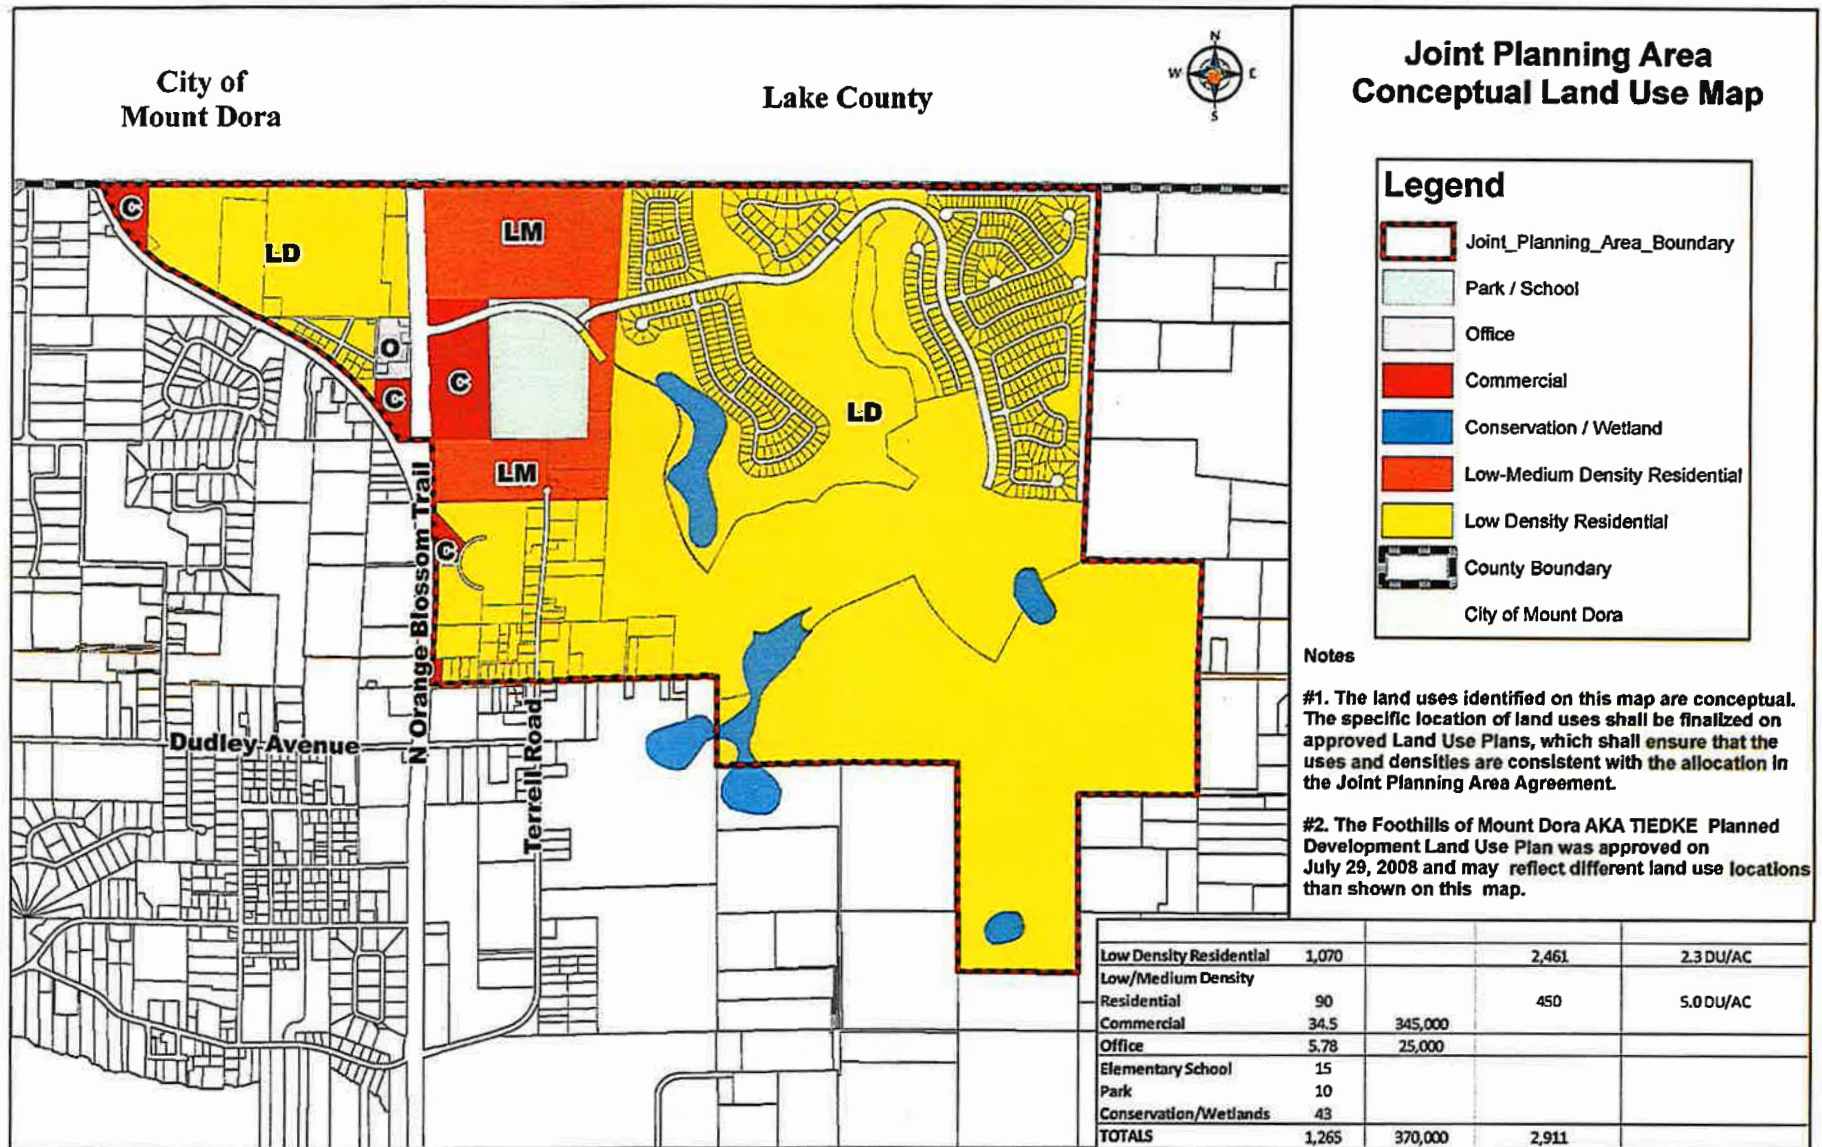 City of
Mount Dora
Lake County
N
W
E
S
Joint Planning Area
Conceptual Land Use Map
Legend
Joint_Planning_Area_Boundary
Park / School
Office
Commercial
Conservation / Wetland
Low-Medium Density Residential
Low Density Residential
County Boundary
City of Mount Dora
C
LD
LM
O
C
C
LD
LM
C
N Orange Blossom Trail
Terrell Road
Dudley Avenue
Notes
#1. The land uses identified on this map are conceptual.
The specific location of land uses shall be finalized on
approved Land Use Plans, which shall ensure that the
uses and densities are consistent with the allocation in
the Joint Planning Area Agreement.
#2. The Foothills of Mount Dora AKA TIEDKE Planned
Development Land Use Plan was approved on
July 29, 2008 and may reflect different land use locations
than shown on this map.
Low Density Residential 1,070 2,461 2.3 DU/AC
Low/Medium Density
Residential 90 450 5.0 DU/AC
Commercial 34.5 345,000
Office 5.78 25,000
Elementary School 15
Park 10
Conservation/Wetlands 43
TOTALS 1,265 370,000 2,911